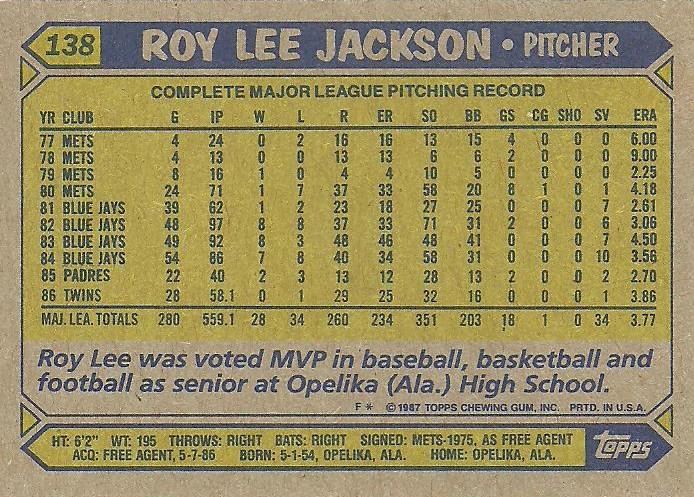 138 ROY LEE JACKSON • PITCHER
COMPLETE MAJOR LEAGUE PITCHING RECORD
YR CLUB G IP W L R ER SO BB GS CG SHO SV ERA
77 METS 4 24 0 2 16 16 13 15 4 0 0 0 6.00
78 METS 4 13 0 0 13 13 6 6 2 0 0 0 9.00
79 METS 8 16 1 0 4 4 10 5 0 0 0 0 2.25
80 METS 24 71 1 7 37 33 58 20 8 1 0 1 4.18
81 BLUE JAYS 39 62 1 2 23 18 27 25 0 0 0 7 2.61
82 BLUE JAYS 48 97 8 8 37 33 71 31 2 0 0 6 3.06
83 BLUE JAYS 49 92 8 3 48 46 48 41 0 0 0 7 4.50
84 BLUE JAYS 54 86 7 8 40 34 58 31 0 0 0 10 3.56
85 PADRES 22 40 2 3 13 12 28 13 2 0 0 2 2.70
86 TWINS 28 58.1 0 1 29 25 32 16 0 0 0 1 3.86
MAJ. LEA. TOTALS 280 559.1 28 34 260 234 351 203 18 1 0 34 3.77
Roy Lee was voted MVP in baseball, basketball and
football as senior at Opelika (Ala.) High School.
F* ©1987 TOPPS CHEWING GUM, INC. PRTD. IN U.S.A.
HT: 6'2" WT: 195 THROWS: RIGHT BATS: RIGHT SIGNED: METS-1975, AS FREE AGENT
ACQ: FREE AGENT, 5-7-86 BORN: 5-1-54, OPELIKA, ALA. HOME: OPELIKA, ALA.
TOPPS